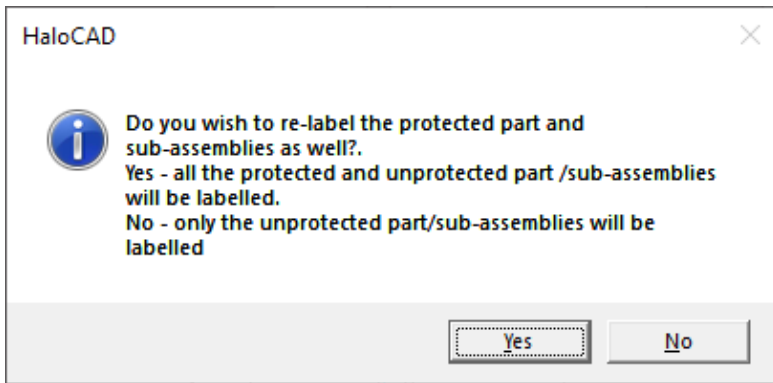 HaloCAD
Do you wish to re-label the protected part and
sub-assemblies as well?.
Yes - all the protected and unprotected part /sub-assemblies
will be labelled.
No - only the unprotected part/sub-assemblies will be
labelled
Yes
No